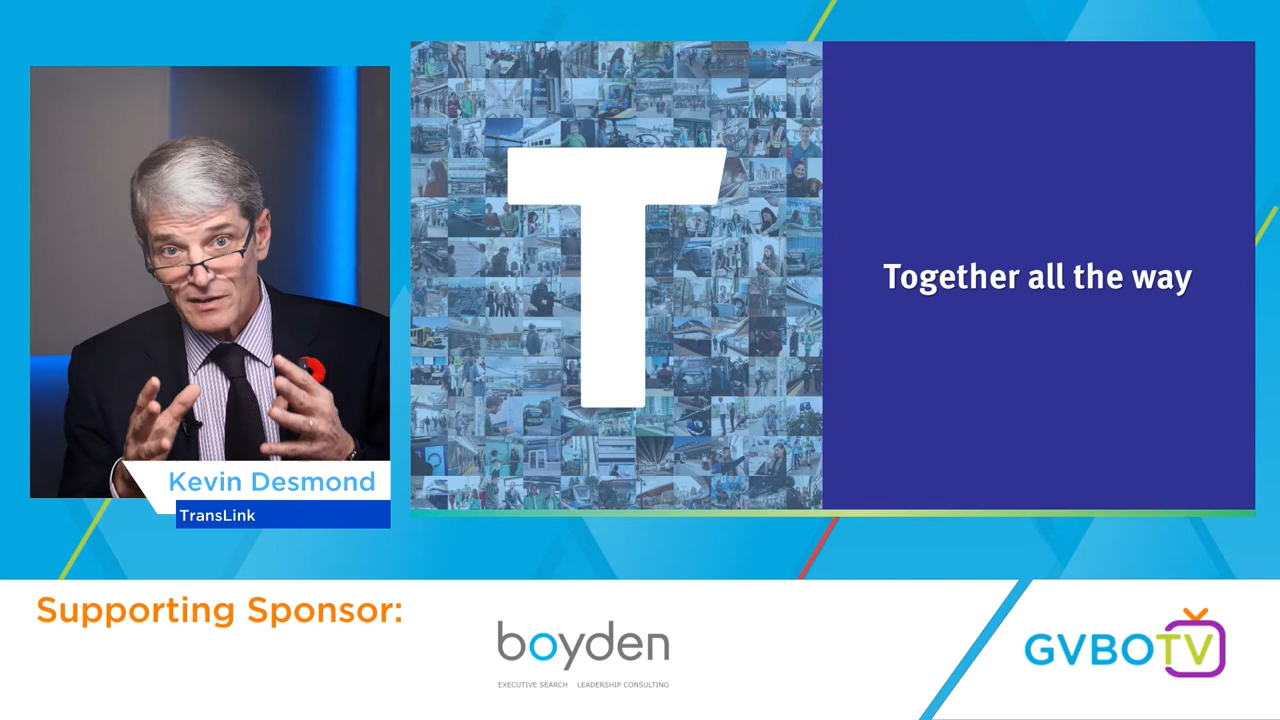 Together all the way
Kevin Desmond
TransLink
Supporting Sponsor:
boyden
EXECUTIVE SEARCH LEADERSHIP CONSULTING
GVBOTV